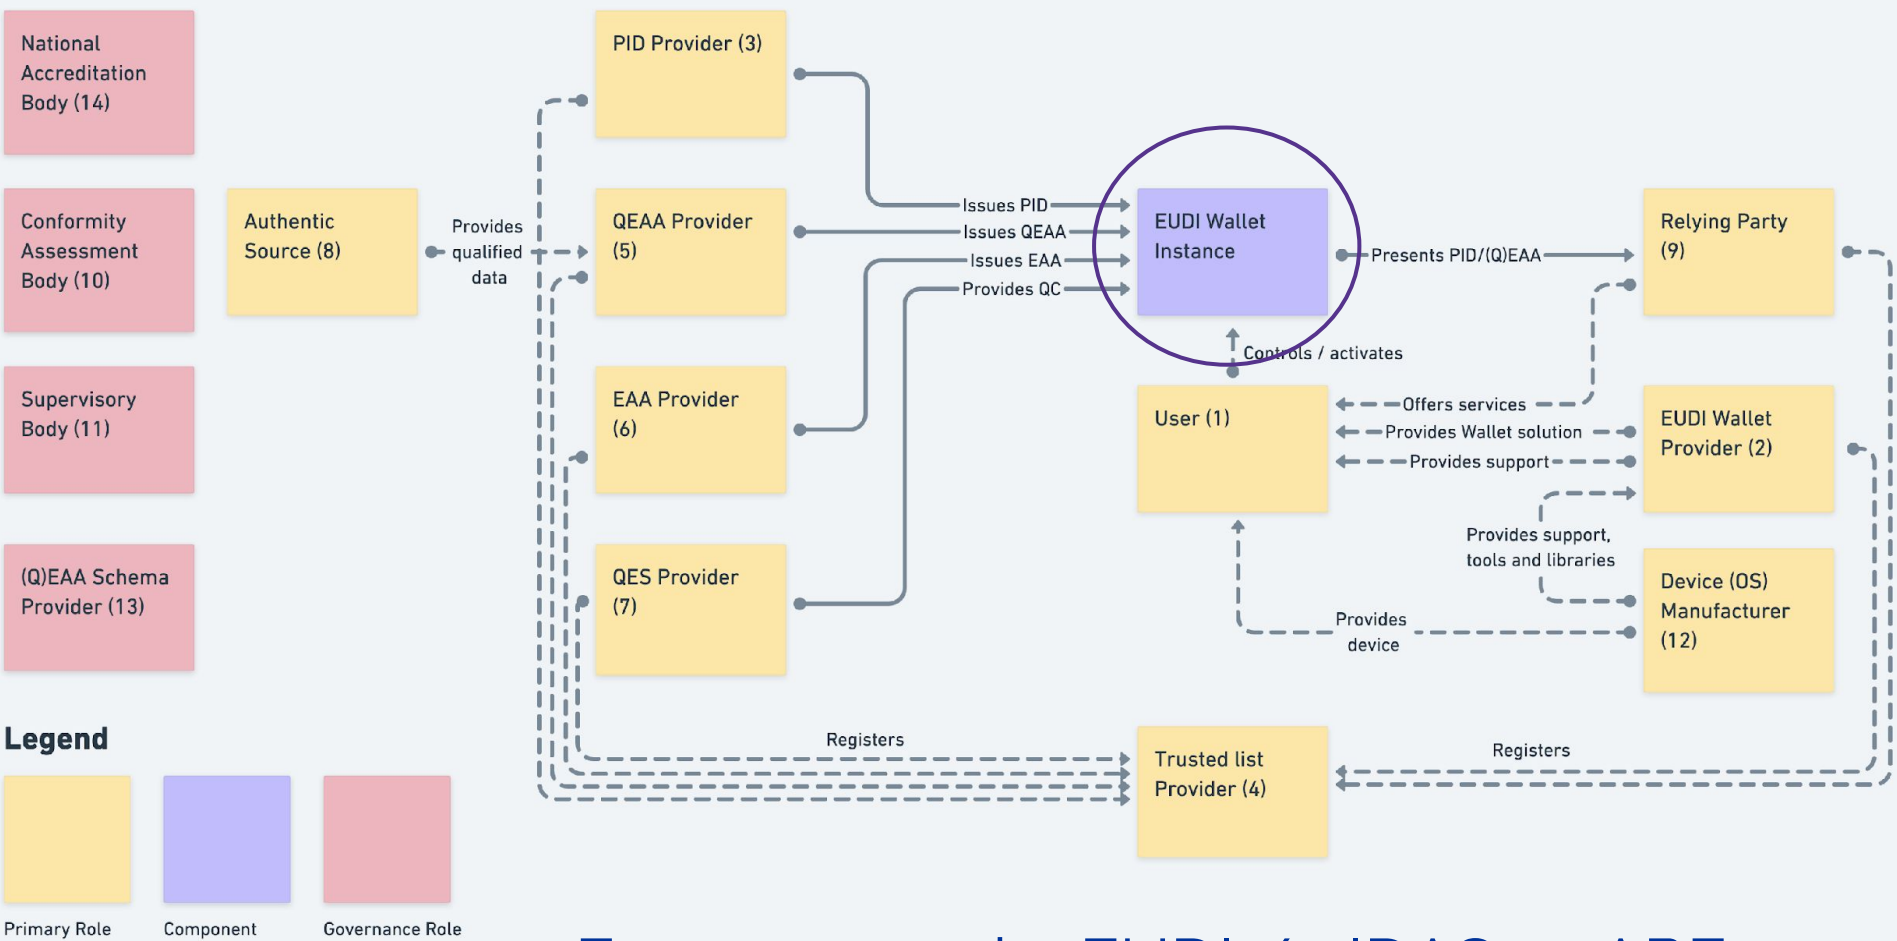 National
Accreditation
Body (14)
PID Provider (3)
Conformity
Assessment
Body (10)
Authentic
Source (8)
Provides
qualified
data
QEAA Provider
(5)
Issues PID
Issues QEAA
Issues EAA
Provides QC
EUDI Wallet
Instance
Presents PID/(Q)EAA
Relying Party
(9)
Controls / activates
Supervisory
Body (11)
EAA Provider
(6)
User (1)
Offers services
Provides Wallet solution
Provides support
EUDI Wallet
Provider (2)
Provides support,
tools and libraries
(Q)EAA Schema
Provider (13)
QES Provider
(7)
Device (OS)
Manufacturer
(12)
Provides
device
Registers
Registers
Trusted list
Provider (4)
Legend
Primary Role
Component
Governance Role